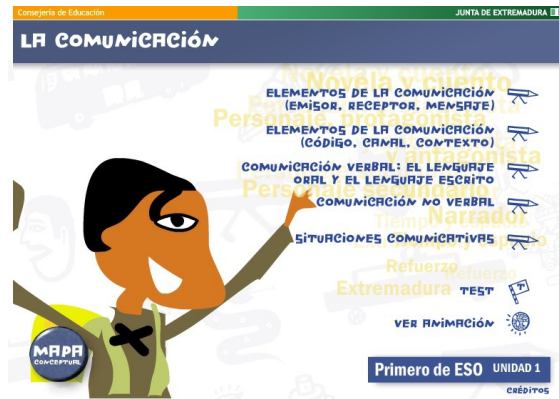 Consejería de Educación
JUNTA DE EXTREMADURA
LA COMUNICACIÓN
Novela y cuento
ELEMENTOS DE LA COMUNICACIÓN
(EMISOR, RECEPTOR, MENSAJE)
Personaje, protagonista
ELEMENTOS DE LA COMUNICACIÓN
(CÓDIGO, CANAL, CONTEXTO)
y antagonista
COMUNICACIÓN VERBAL: EL LENGUAJE
ORAL Y EL LENGUAJE ESCRITO
Personaje secundario
COMUNICACIÓN NO VERBAL
Narrador
SITUACIONES COMUNICATIVAS
Refuerzo
Extremadura
TEST
VER ANIMACIÓN
MAPA
CONCEPTUAL
Primero de ESO UNIDAD 1
CRÉDITOS